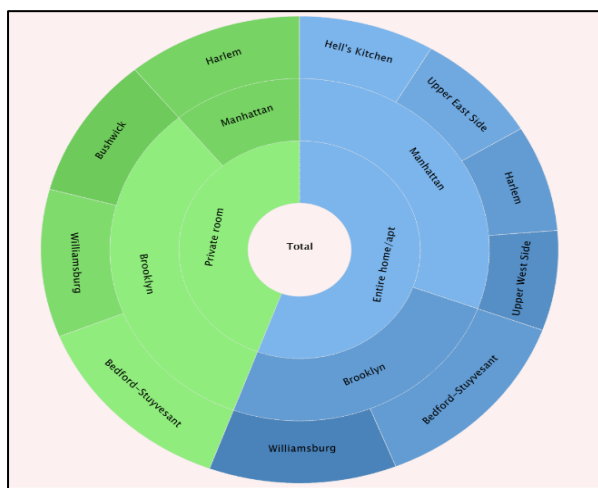 Harlem
Hell's Kitchen
Upper East Side
Bushwick
Manhattan
Manhattan
Harlem
Private room
Total
Entire home/apt
Williamsburg
Brooklyn
Upper West Side
Brooklyn
Bedford-Stuyvesant
Bedford-Stuyvesant
Williamsburg